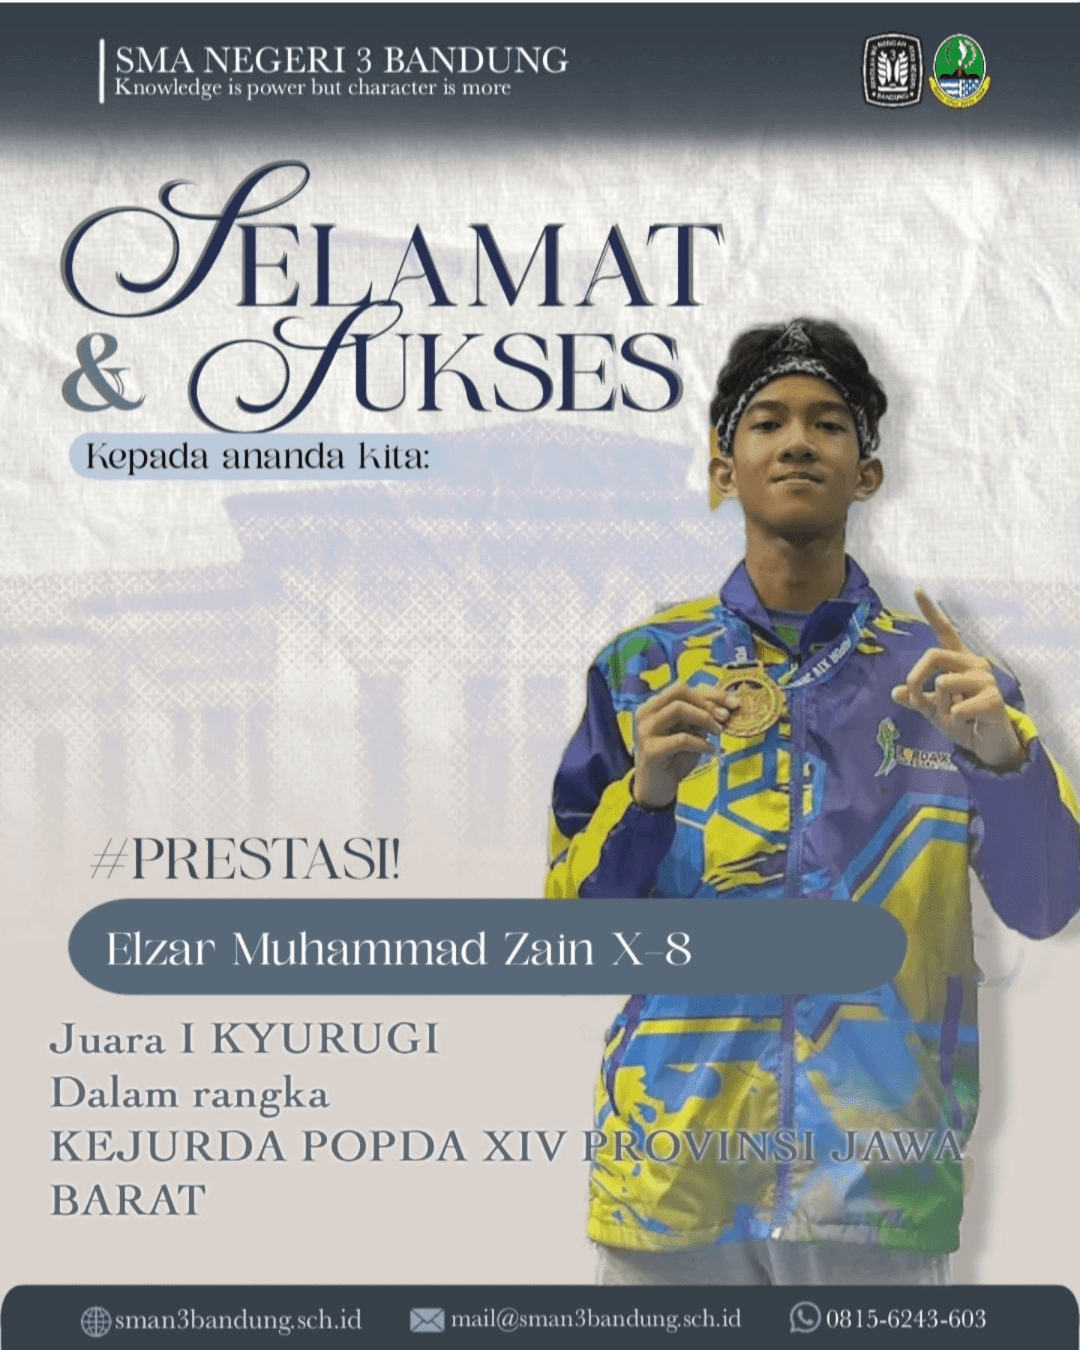 SMA NEGERI 3 BANDUNG
Knowledge is power but character is more
SELAMAT
& SUKSES
Kepada ananda kita:
#PRESTASI!
Elzar Muhammad Zain X-8
Juara I KYURUGI
Dalam rangka
KEJURDA POPDA XIV PROVINSI JAWA
BARAT
sman3bandung.sch.id
mail@sman3bandung.sch.id
0815-6243-603